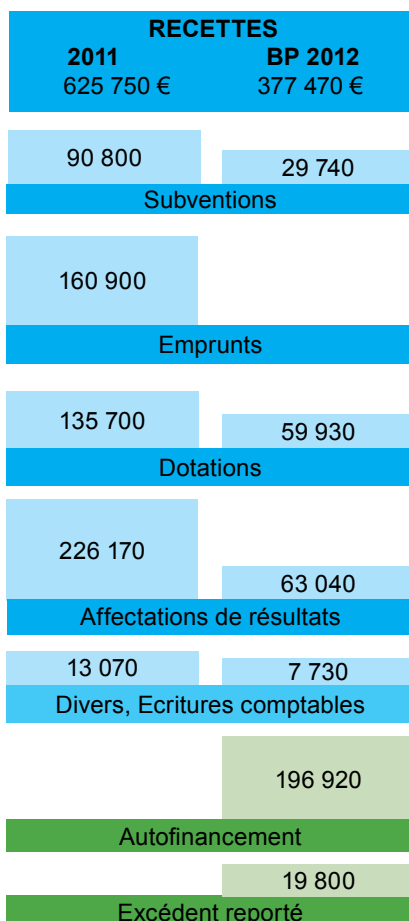 RECETTES
2011 BP 2012
625 750 € 377 470 €
90 800 29 740
Subventions
160 900
Emprunts
135 700 59 930
Dotations
226 170
63 040
Affectations de résultats
13 070 7 730
Divers, Ecritures comptables
196 920
Autofinancement
19 800
Excédent reporté